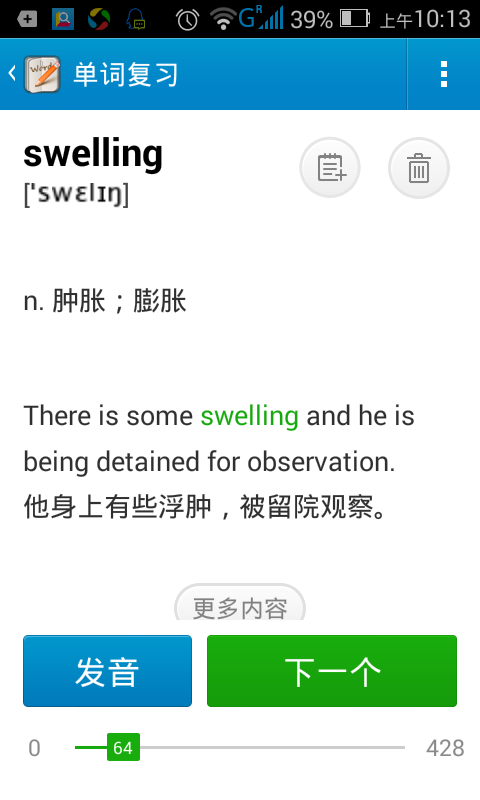 G R 39% 上午10:13
Words 单词复习
swelling
['swɛlɪŋ]
n. 肿胀；膨胀
There is some swelling and he is
being detained for observation.
他身上有些浮肿，被留院观察。
更多内容
发音 下一个
0 64 428